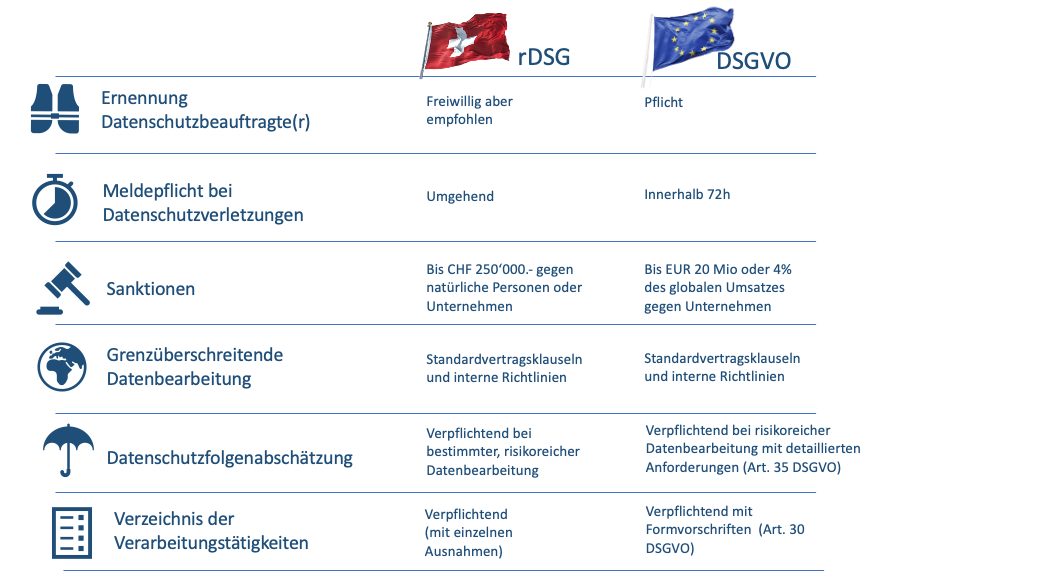 rDSG
DSGVO
Ernennung
Datenschutzbeauftragte(r)
Freiwillig aber
empfohlen
Pflicht
Meldepflicht bei
Datenschutzverletzungen
Umgehend
Innerhalb 72h
Sanktionen
Bis CHF 250‘000.- gegen
natürliche Personen oder
Unternehmen
Bis EUR 20 Mio oder 4%
des globalen Umsatzes
gegen Unternehmen
Grenzüberschreitende
Datenbearbeitung
Standardvertragsklauseln
und interne Richtlinien
Standardvertragsklauseln
und interne Richtlinien
Datenschutzfolgenabschätzung
Verpflichtend bei
bestimmter, risikoreicher
Datenbearbeitung
Verpflichtend bei risikoreicher
Datenbearbeitung mit detaillierten
Anforderungen (Art. 35 DSGVO)
Verzeichnis der
Verarbeitungstätigkeiten
Verpflichtend
(mit einzelnen
Ausnahmen)
Verpflichtend mit
Formvorschriften (Art. 30
DSGVO)